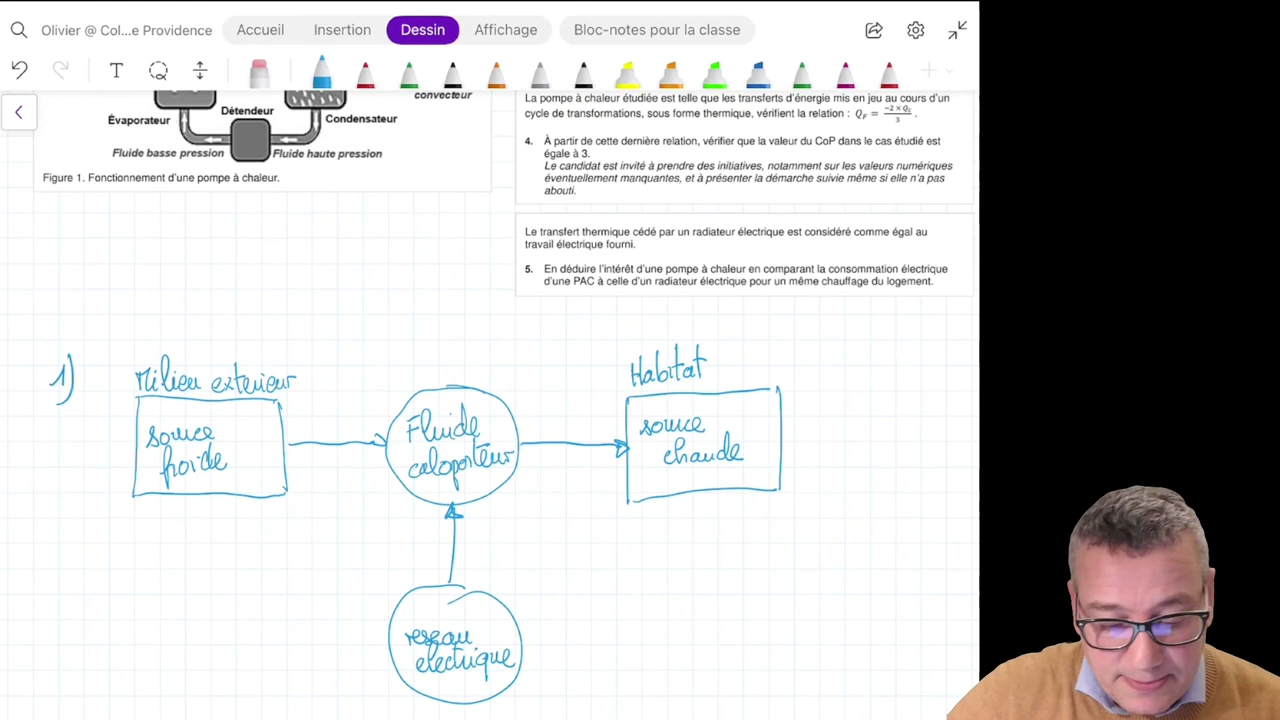 Olivier @ Col...e Providence
Accueil
Insertion
Dessin
Affichage
Bloc-notes pour la classe
convecteur
Détendeur
Évaporateur
Condensateur
Fluide basse pression
Fluide haute pression
Figure 1. Fonctionnement d'une pompe à chaleur.
La pompe à chaleur étudiée est telle que les transferts d'énergie mis en jeu au cours d'un
cycle de transformations, sous forme thermique, vérifient la relation : Q_F = (−2 × Q_C)/3 .
4. À partir de cette dernière relation, vérifier que la valeur du CoP dans le cas étudié est
égale à 3.
Le candidat est invité à prendre des initiatives, notamment sur les valeurs numériques
éventuellement manquantes, et à présenter la démarche suivie même si elle n'a pas
abouti.
Le transfert thermique cédé par un radiateur électrique est considéré comme égal au
travail électrique fourni.
5. En déduire l'intérêt d'une pompe à chaleur en comparant la consommation électrique
d'une PAC à celle d'un radiateur électrique pour un même chauffage du logement.
1)
Milieu exterieur
source
froide
Fluide
caloporteur
Habitat
source
chaude
reseau
electrique